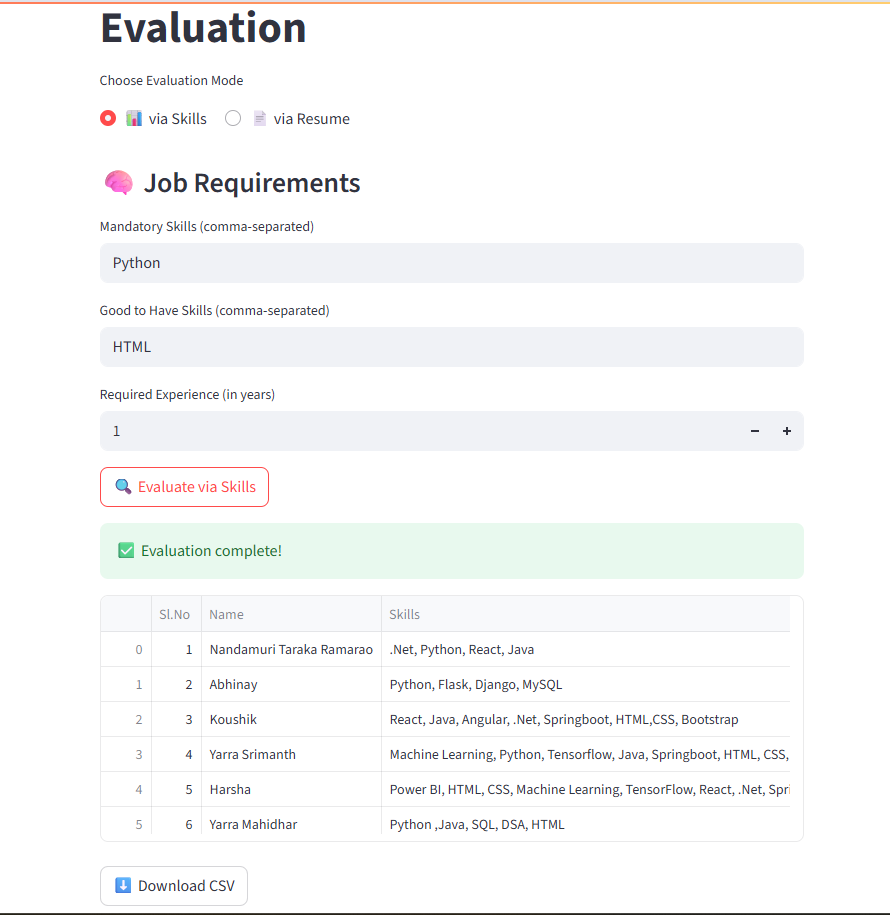 Evaluation
Choose Evaluation Mode
via Skills via Resume
Job Requirements
Mandatory Skills (comma-separated)
Python
Good to Have Skills (comma-separated)
HTML
Required Experience (in years)
1 − +
Evaluate via Skills
Evaluation complete!
Sl.No Name Skills
0 1 Nandamuri Taraka Ramarao .Net, Python, React, Java
1 2 Abhinay Python, Flask, Django, MySQL
2 3 Koushik React, Java, Angular, .Net, Springboot, HTML,CSS, Bootstrap
3 4 Yarra Srimanth Machine Learning, Python, Tensorflow, Java, Springboot, HTML, CSS,
4 5 Harsha Power BI, HTML, CSS, Machine Learning, TensorFlow, React, .Net, Spri
5 6 Yarra Mahidhar Python ,Java, SQL, DSA, HTML
Download CSV